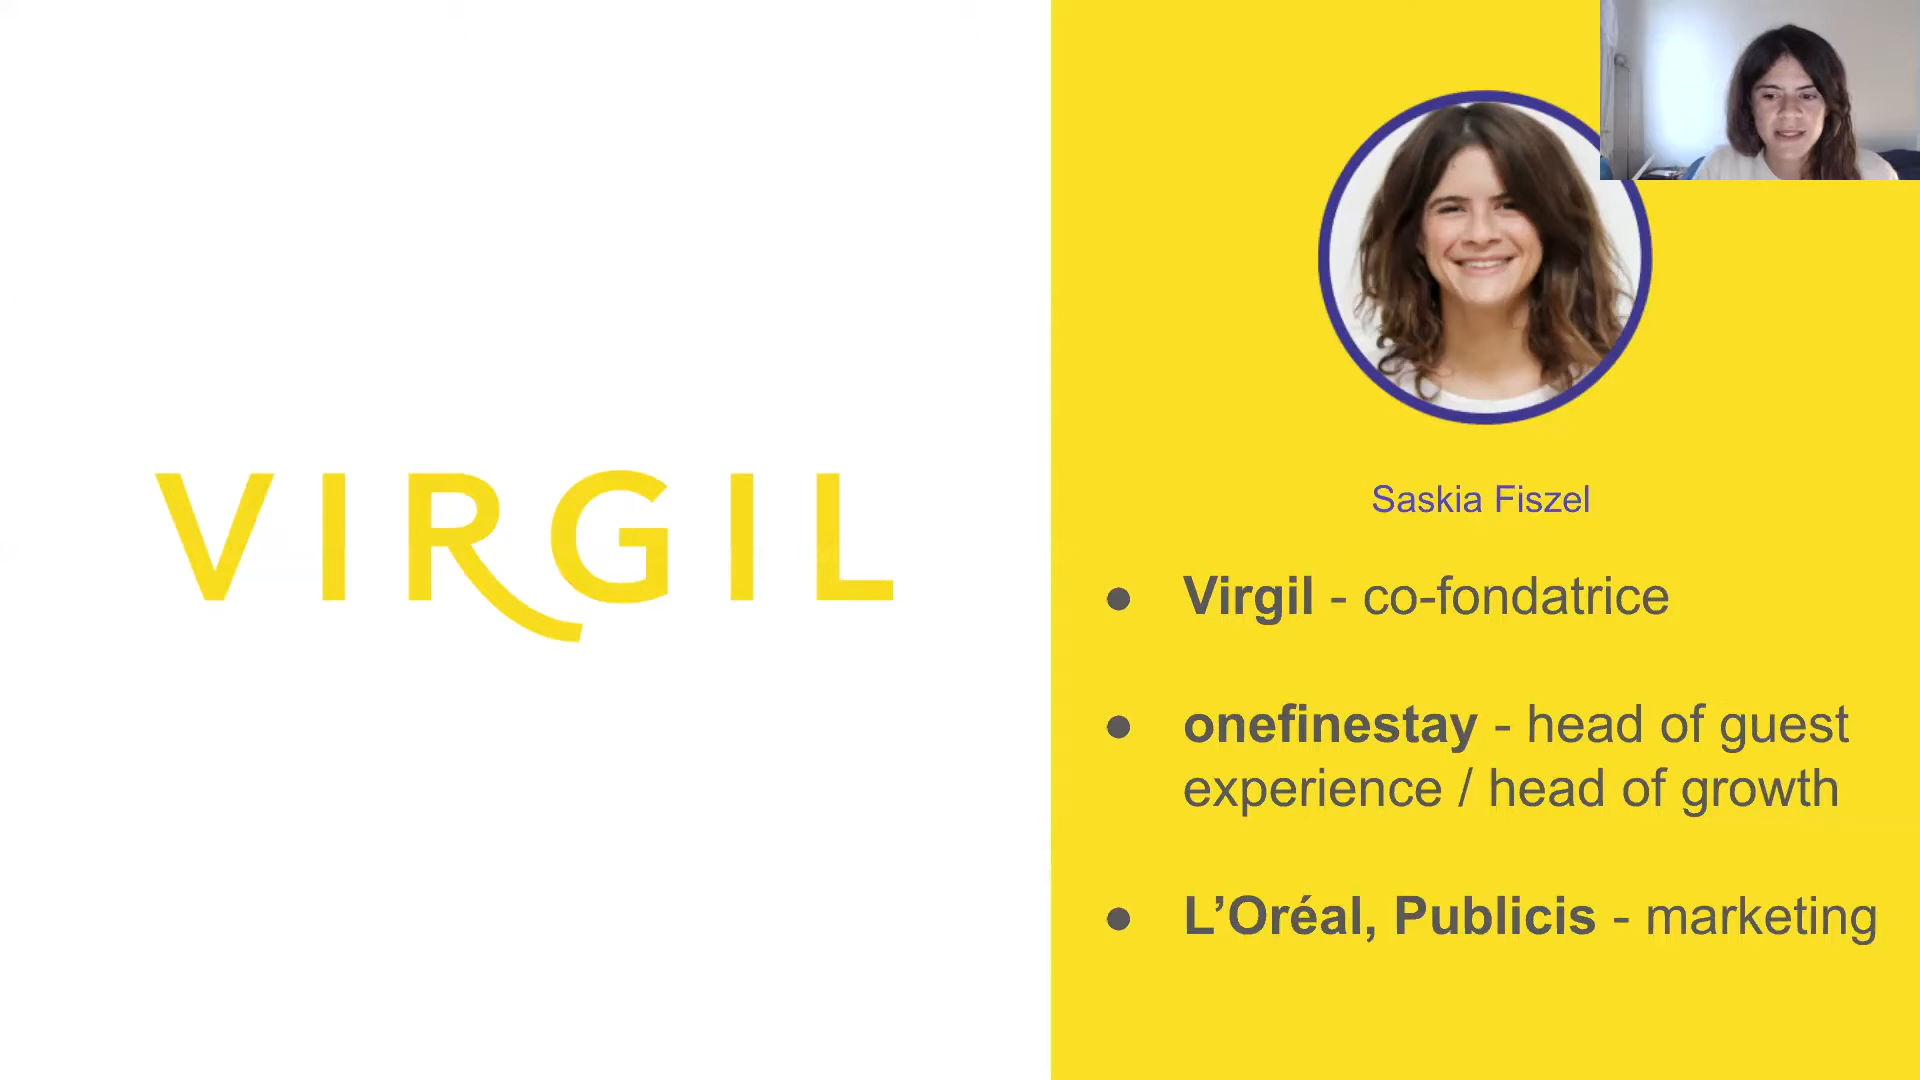 VIRGIL
Saskia Fiszel
● Virgil - co-fondatrice
● onefinestay - head of guest
experience / head of growth
● L’Oréal, Publicis - marketing